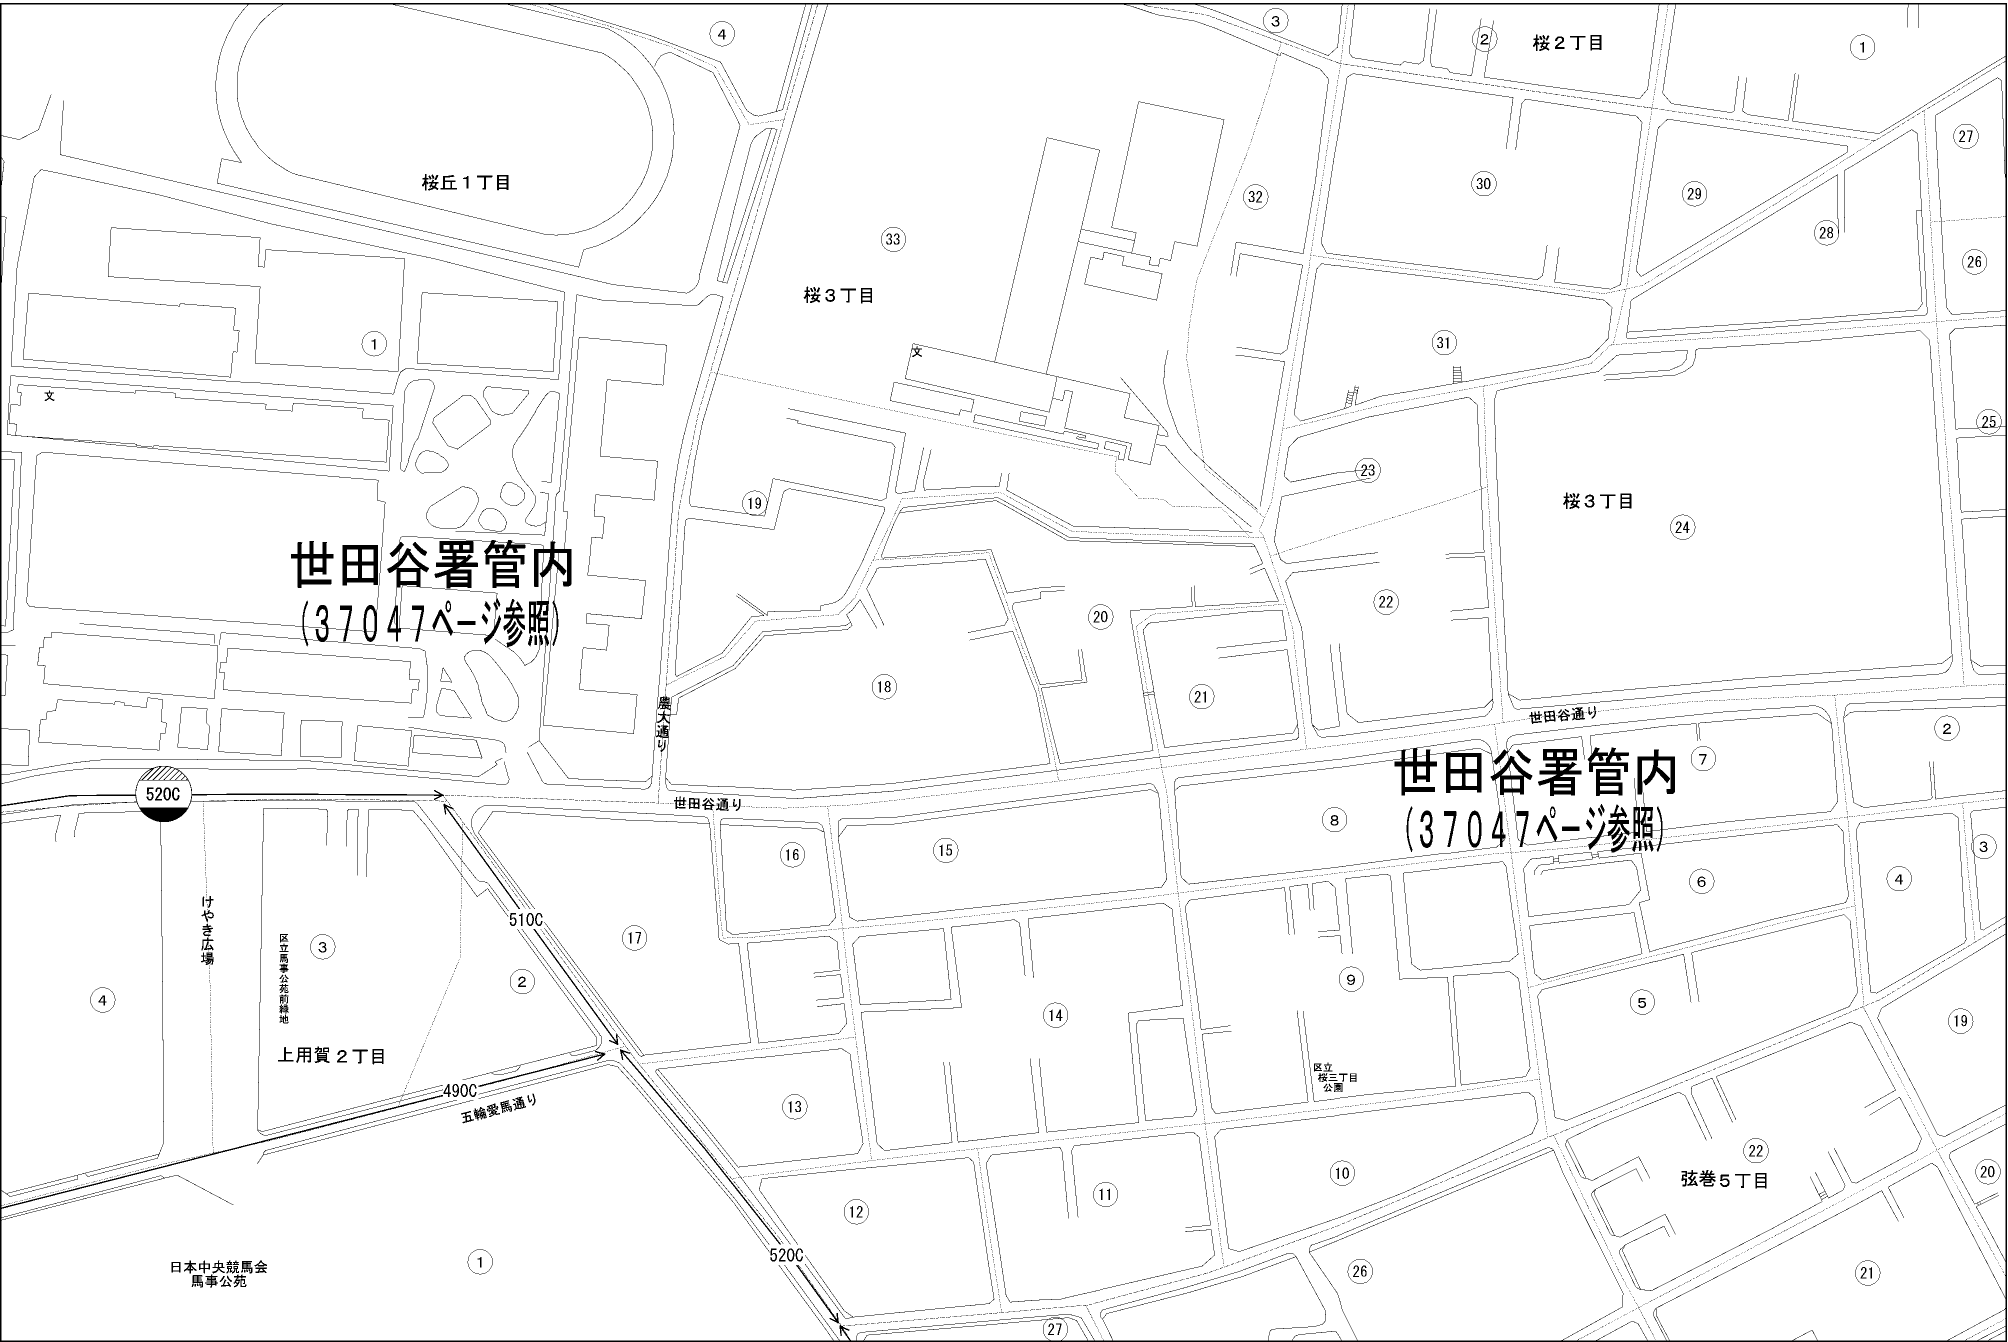 3
4
2
桜２丁目
1
27
桜丘１丁目
30
29
32
28
33
26
桜３丁目
1
31
文
文
25
23
19
桜３丁目
24
世田谷署管内
(３７０４７ページ参照)
22
20
18
21
農大通り
世田谷通り
2
世田谷署管内
(３７０４７ページ参照)
7
520C
世田谷通り
8
16
15
3
6
4
けやき広場
510C
17
区立馬事公苑前緑地
3
2
9
4
5
14
19
上用賀２丁目
区立
桜三丁目
公園
490C
五輪愛馬通り
13
22
弦巻５丁目
10
20
11
12
520C
日本中央競馬会
馬事公苑
1
26
21
27